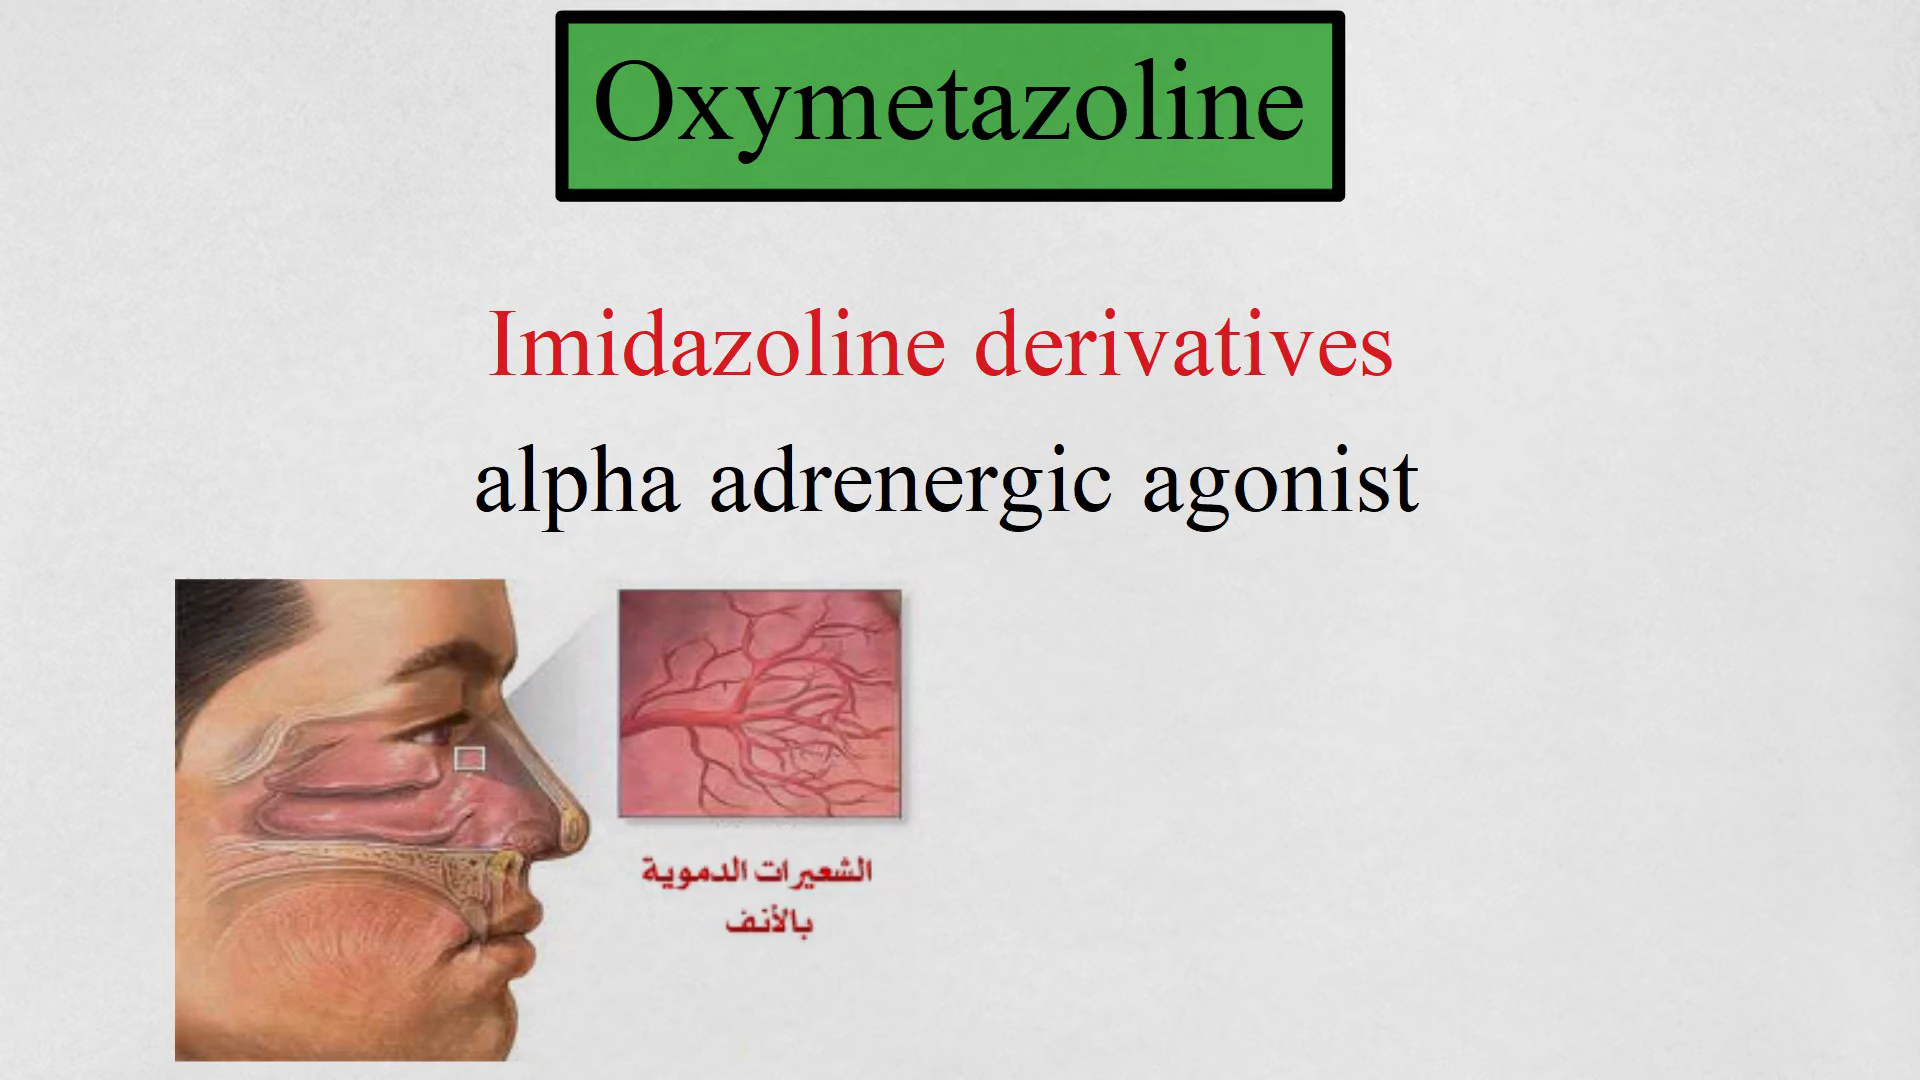 Oxymetazoline
Imidazoline derivatives
alpha adrenergic agonist
الشعيرات الدموية
بالأنف